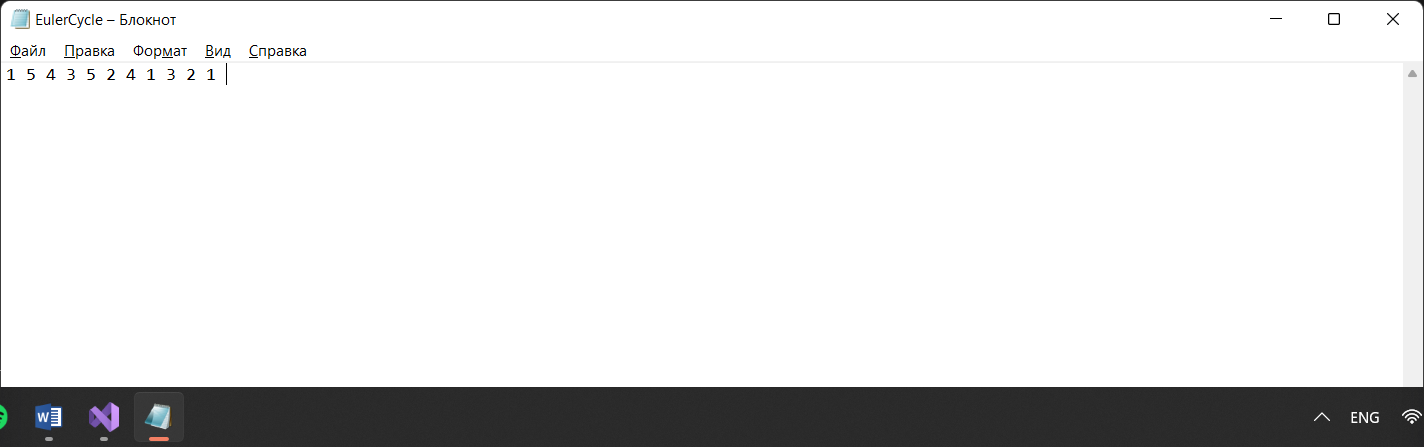 EulerCycle – Блокнот
Файл Правка Формат Вид Справка
1 5 4 3 5 2 4 1 3 2 1
W
ENG